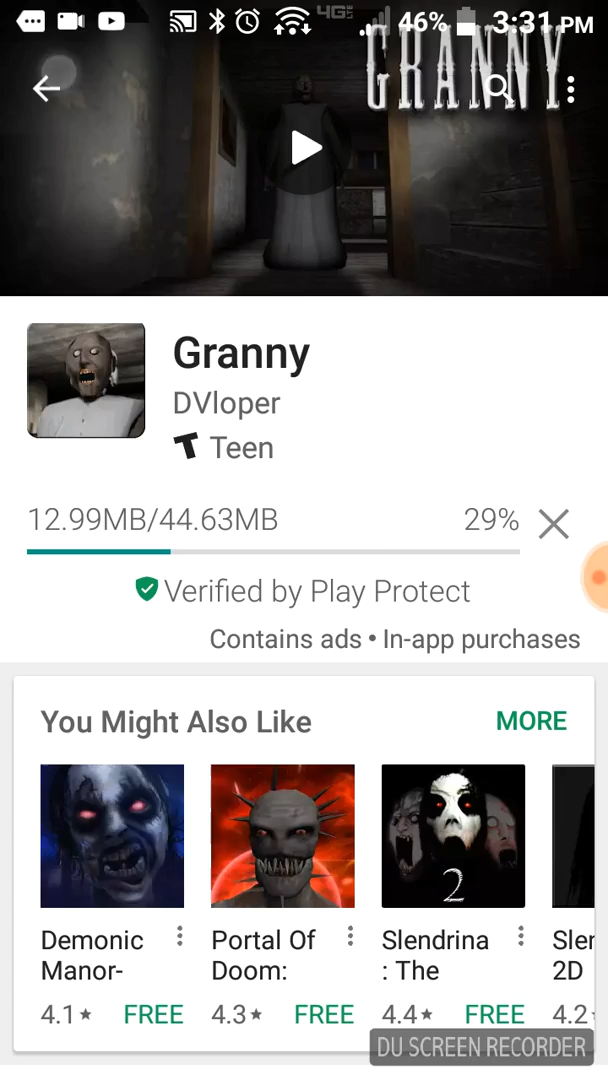 4G
46%
3:31 PM
GRANNY
Granny
DVloper
T Teen
12.99MB/44.63MB
29%
Verified by Play Protect
Contains ads • In-app purchases
You Might Also Like
MORE
2
Demonic
Manor-
4.1★ FREE
Portal Of
Doom:
4.3★ FREE
Slendrina
: The
4.4★ FREE
Sler
2D
4.2
DU SCREEN RECORDER